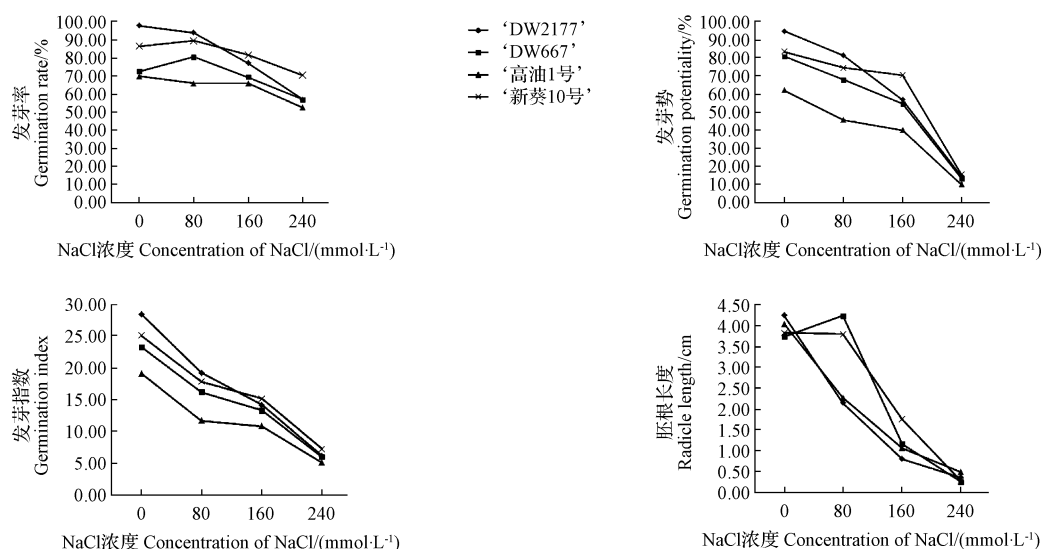 100.00
90.00
80.00
70.00
60.00
50.00
40.00
30.00
20.00
10.00
0.00
发芽率
Germination rate/%
0 80 160 240
NaCl浓度 Concentration of NaCl/(mmol·L-1)
‘DW2177’
‘DW667’
‘高油1号’
‘新葵10号’
100.00
90.00
80.00
70.00
60.00
50.00
40.00
30.00
20.00
10.00
0.00
发芽势
Germination potentiality/%
0 80 160 240
NaCl浓度 Concentration of NaCl/(mmol·L-1)
30.00
25.00
20.00
15.00
10.00
5.00
0.00
发芽指数
Germination index
0 80 160 240
NaCl浓度 Concentration of NaCl/(mmol·L-1)
4.50
4.00
3.50
2.50
2.00
1.00
0.50
0.00
胚根长度
Radicle length/cm
0 80 160 240
NaCl浓度 Concentration of NaCl/(mmol·L-1)